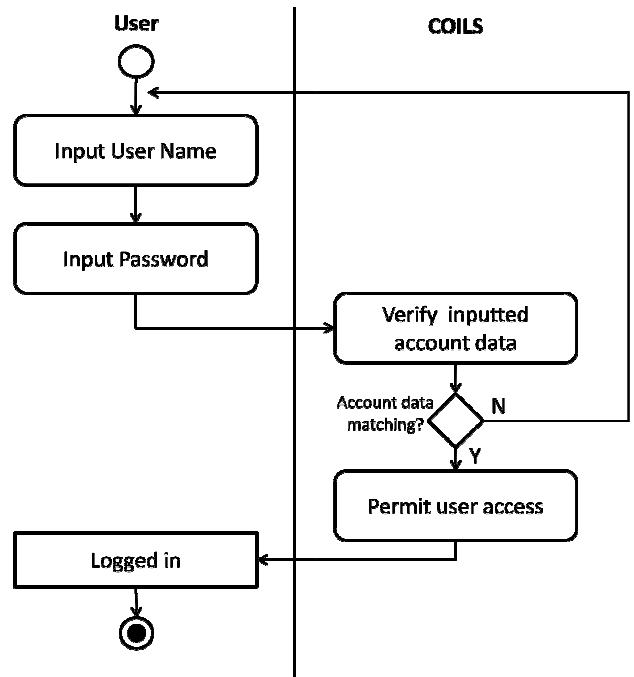 User
COILS
Input User Name
Input Password
Verify inputted
account data
Account data
matching?
N
Y
Permit user access
Logged in